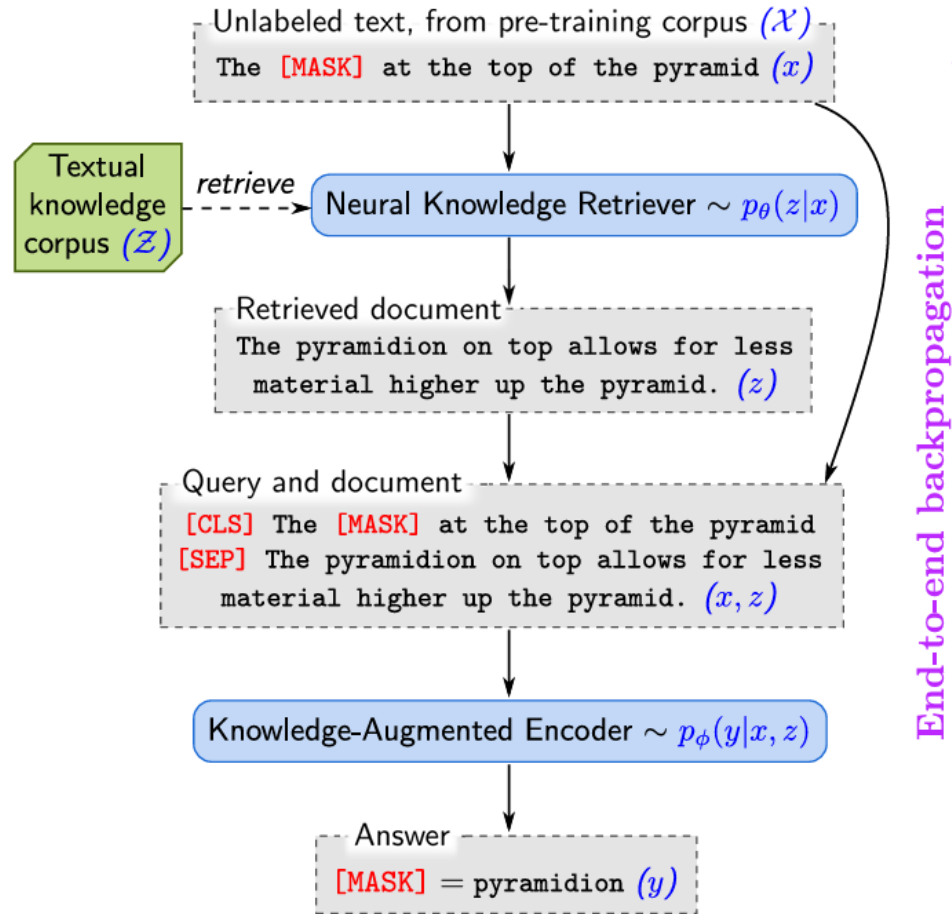 Unlabeled text, from pre-training corpus (𝒳)
The [MASK] at the top of the pyramid (x)
Textual
knowledge
corpus (𝒵)
retrieve
Neural Knowledge Retriever ∼ pθ(z|x)
Retrieved document
The pyramidion on top allows for less
material higher up the pyramid. (z)
Query and document
[CLS] The [MASK] at the top of the pyramid
[SEP] The pyramidion on top allows for less
material higher up the pyramid. (x, z)
Knowledge-Augmented Encoder ∼ pϕ(y|x, z)
Answer
[MASK] = pyramidion (y)
End-to-end backpropagation